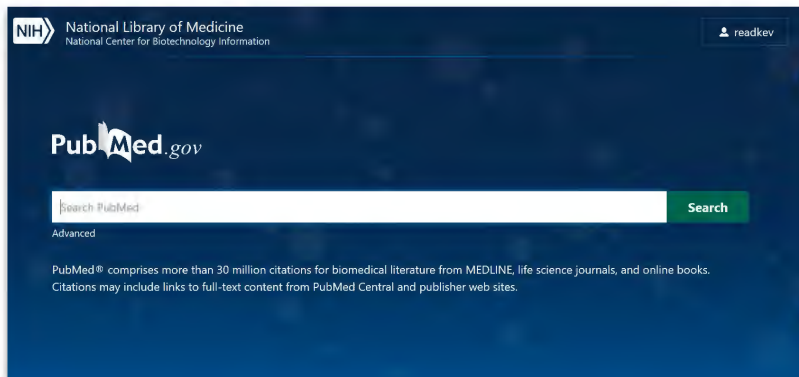 NIH
National Library of Medicine
National Center for Biotechnology Information
readkev
PubMed.gov
Search PubMed
Search
Advanced
PubMed® comprises more than 30 million citations for biomedical literature from MEDLINE, life science journals, and online books.
Citations may include links to full-text content from PubMed Central and publisher web sites.